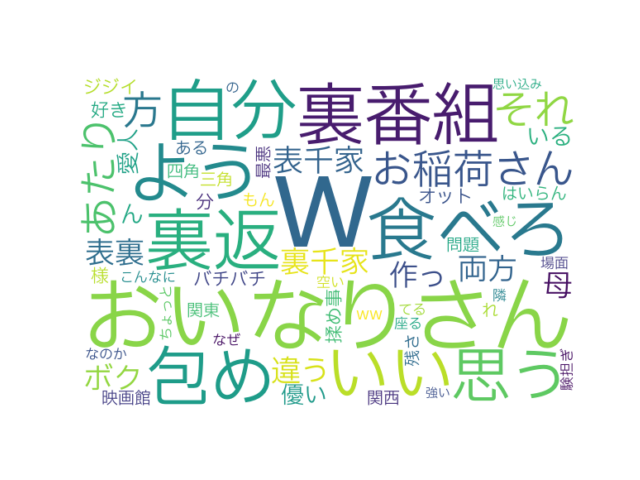 ジジイ
方
自分
の
裏番組
思い込み
それ
好き
愛人
ある
最悪
表千家
お稲荷さん
いる
あたり
よう
四角
三角
W
食べろ
オット
はいらん
ん
分
もん
感じ
表裏
裏返
裏千家
問題
場面
様
こんなに
バチバチ
空い
作っ
両方
母
おいなりさん
ちょっと
関東
揉め事
ww
てる
座る
隣
れ
なのか
なぜ
ボク
包め
違う
いい
残さ
思う
験担ぎ
映画館
優い
関西
強い